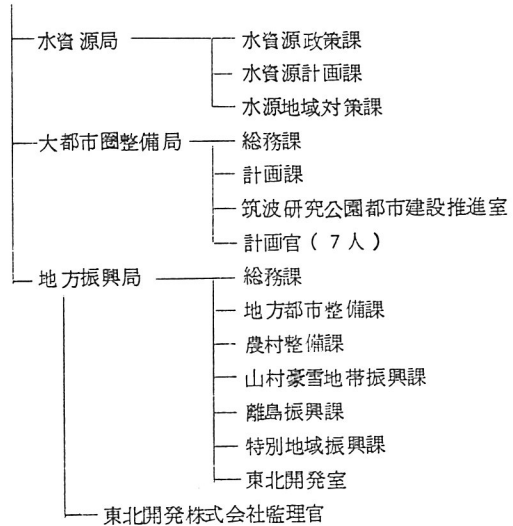 水資源局 水資源政策課
水資源計画課
水源地域対策課
大都市圏整備局 総務課
計画課
筑波研究公園都市建設推進室
計画官(7人)
地方振興局 総務課
地方都市整備課
農村整備課
山村豪雪地帯振興課
離島振興課
特別地域振興課
東北開発室
東北開発株式会社監理官